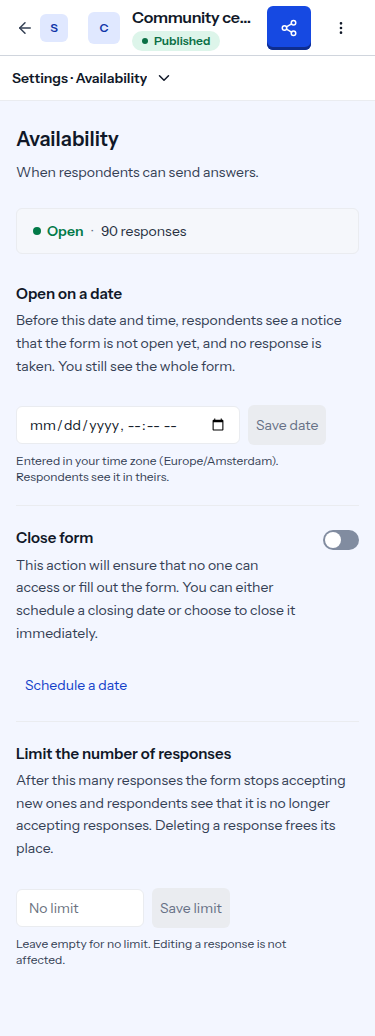 S
C
Community ce...
Published
Settings · Availability
Availability
When respondents can send answers.
Open · 90 responses
Open on a date
Before this date and time, respondents see a notice
that the form is not open yet, and no response is
taken. You still see the whole form.
mm/dd/yyyy, --:-- --
Save date
Entered in your time zone (Europe/Amsterdam).
Respondents see it in theirs.
Close form
This action will ensure that no one can
access or fill out the form. You can either
schedule a closing date or choose to close it
immediately.
Schedule a date
Limit the number of responses
After this many responses the form stops accepting
new ones and respondents see that it is no longer
accepting responses. Deleting a response frees its
place.
No limit
Save limit
Leave empty for no limit. Editing a response is not
affected.